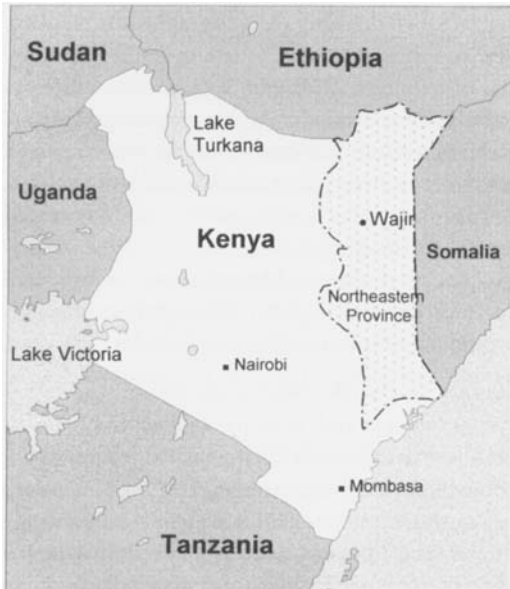 Sudan
Ethiopia
Lake
Turkana
Uganda
Wajir
Kenya
Somalia
Northeastern
Province
Lake Victoria
Nairobi
Mombasa
Tanzania